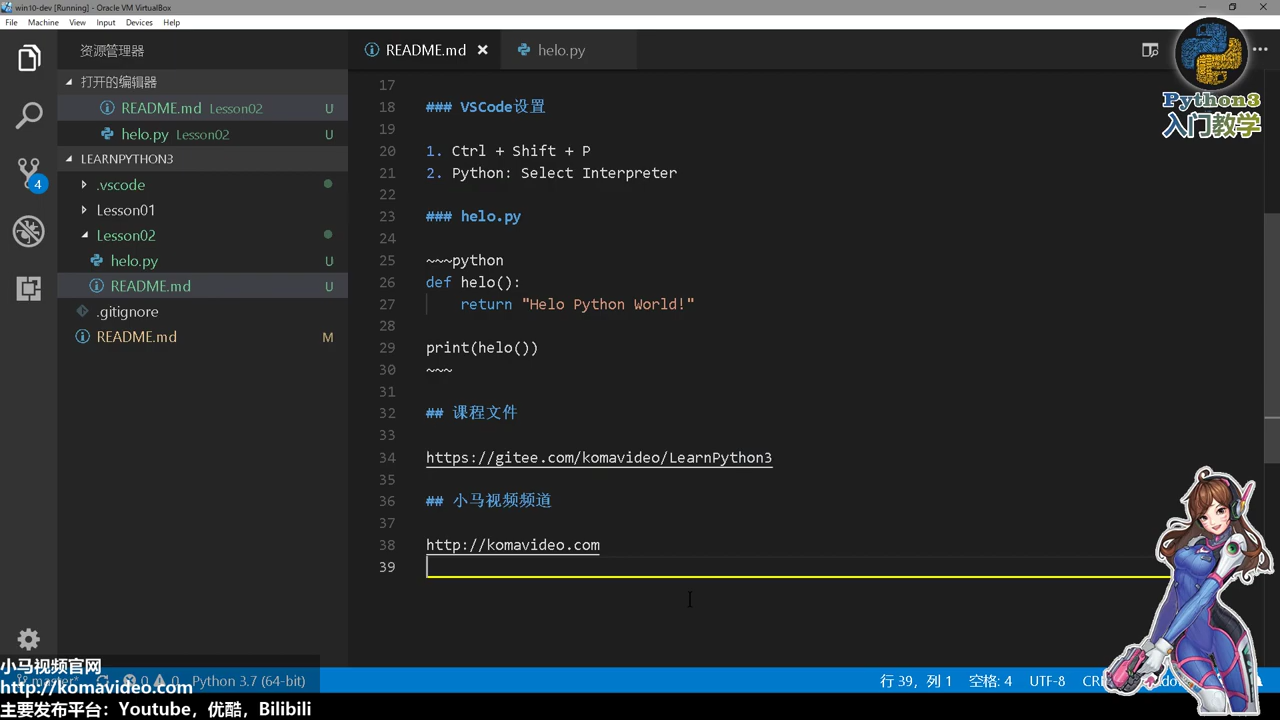 win10-dev [Running] - Oracle VM VirtualBox
File Machine View Input Devices Help
资源管理器
打开的编辑器
README.md Lesson02 U
helo.py Lesson02 U
LEARNPYTHON3
.vscode
Lesson01
Lesson02
helo.py U
README.md U
.gitignore
README.md M
4
README.md helo.py
17
18 ### VSCode设置
19
20 1. Ctrl + Shift + P
21 2. Python: Select Interpreter
22
23 ### helo.py
24
25 ~~~python
26 def helo():
27 return "Helo Python World!"
28
29 print(helo())
30 ~~~
31
32 ## 课程文件
33
34 https://gitee.com/komavideo/LearnPython3
35
36 ## 小马视频频道
37
38 http://komavideo.com
39
Python3
入门教学
master* 0 0 Python 3.7 (64-bit)
行 39，列 1 空格: 4 UTF-8
小马视频官网
http://komavideo.com
主要发布平台：Youtube，优酷，Bilibili